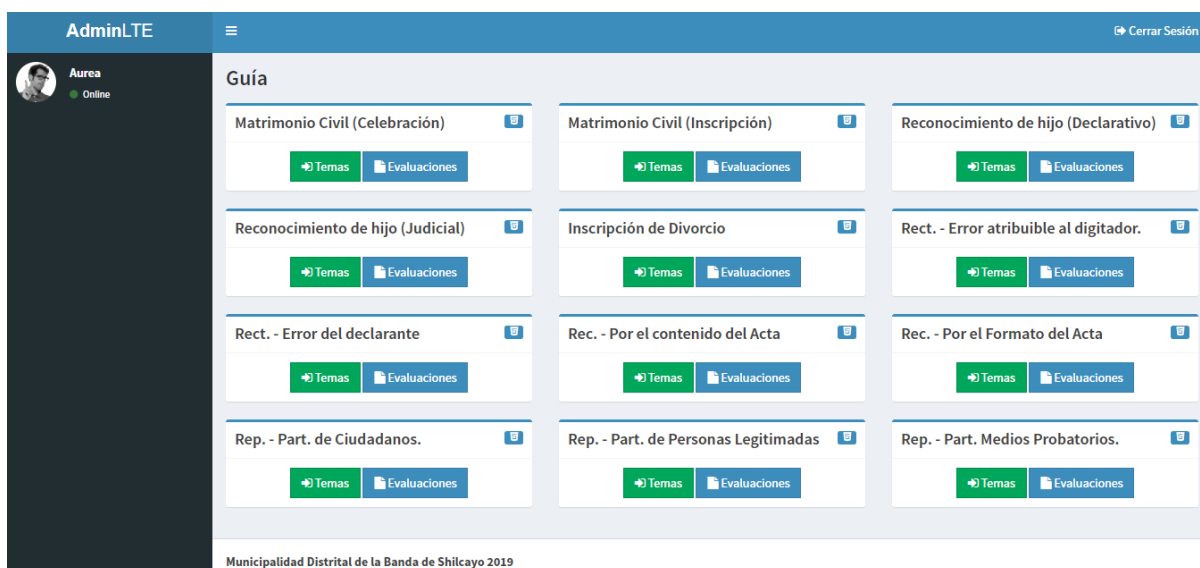 AdminLTE
Cerrar Sesión
Aurea
Online
Guía
Matrimonio Civil (Celebración)
Temas Evaluaciones
Matrimonio Civil (Inscripción)
Temas Evaluaciones
Reconocimiento de hijo (Declarativo)
Temas Evaluaciones
Reconocimiento de hijo (Judicial)
Temas Evaluaciones
Inscripción de Divorcio
Temas Evaluaciones
Rect. - Error atribuible al digitador.
Temas Evaluaciones
Rect. - Error del declarante
Temas Evaluaciones
Rec. - Por el contenido del Acta
Temas Evaluaciones
Rec. - Por el Formato del Acta
Temas Evaluaciones
Rep. - Part. de Ciudadanos.
Temas Evaluaciones
Rep. - Part. de Personas Legitimadas
Temas Evaluaciones
Rep. - Part. Medios Probatorios.
Temas Evaluaciones
Municipalidad Distrital de la Banda de Shilcayo 2019